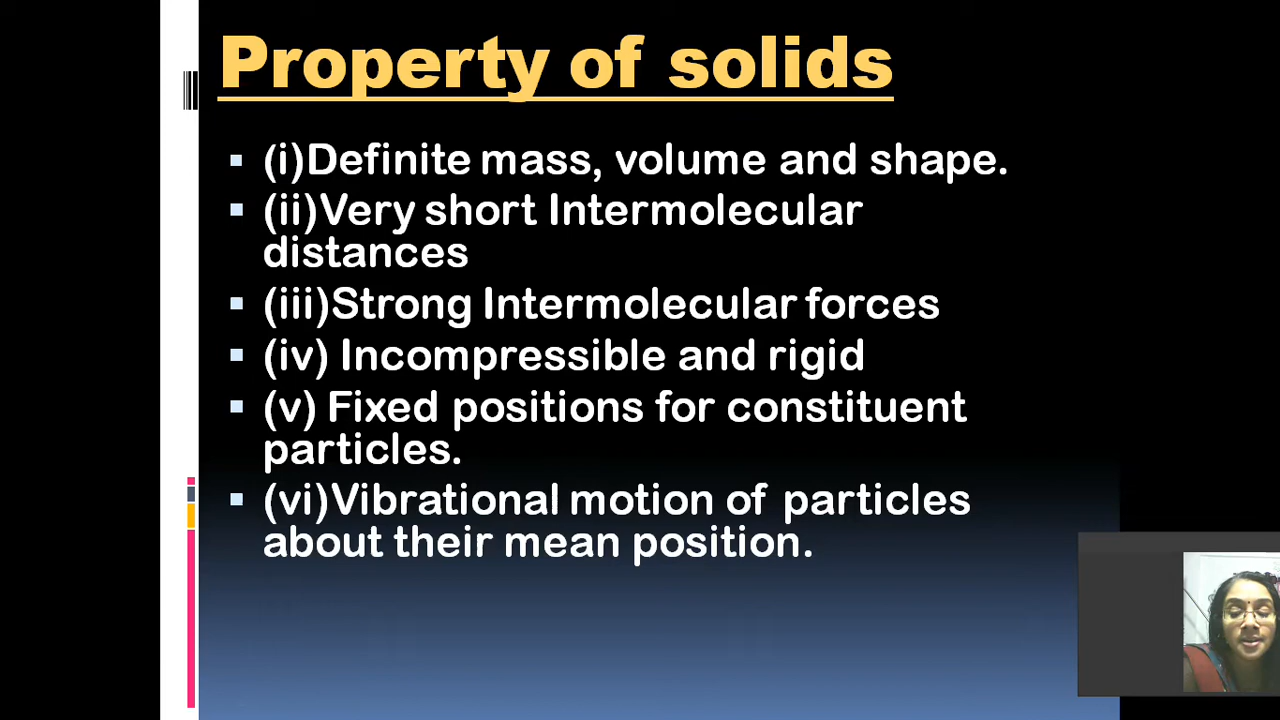 Property of solids
(i)Definite mass, volume and shape.
(ii)Very short Intermolecular
distances
(iii)Strong Intermolecular forces
(iv) Incompressible and rigid
(v) Fixed positions for constituent
particles.
(vi)Vibrational motion of particles
about their mean position.